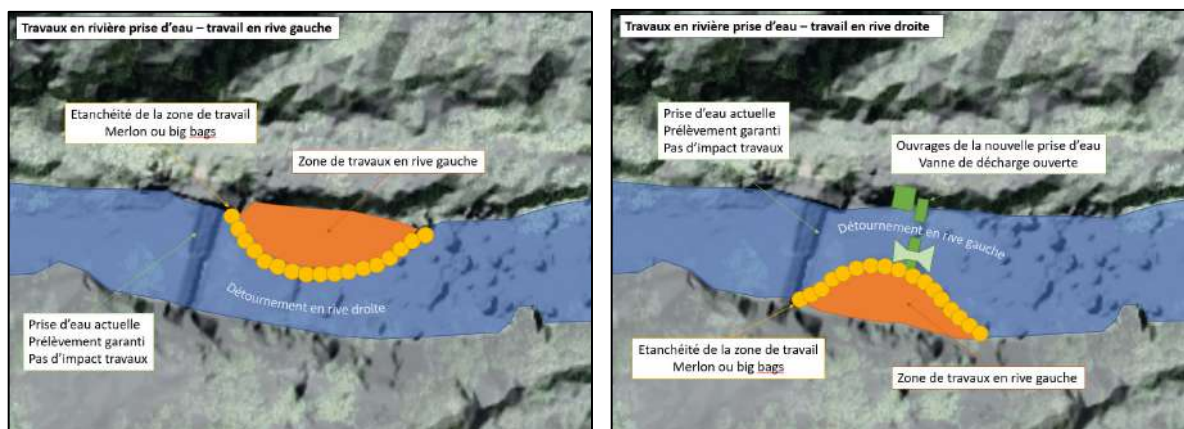 Travaux en rivière prise d'eau – travail en rive gauche
Etanchéité de la zone de travail
Merlon ou big bags
Zone de travaux en rive gauche
Détournement en rive droite
Prise d'eau actuelle
Prélèvement garanti
Pas d'impact travaux
Travaux en rivière prise d'eau – travail en rive droite
Prise d'eau actuelle
Prélèvement garanti
Pas d'impact travaux
Ouvrages de la nouvelle prise d'eau
Vanne de décharge ouverte
Détournement en rive gauche
Etanchéité de la zone de travail
Merlon ou big bags
Zone de travaux en rive gauche